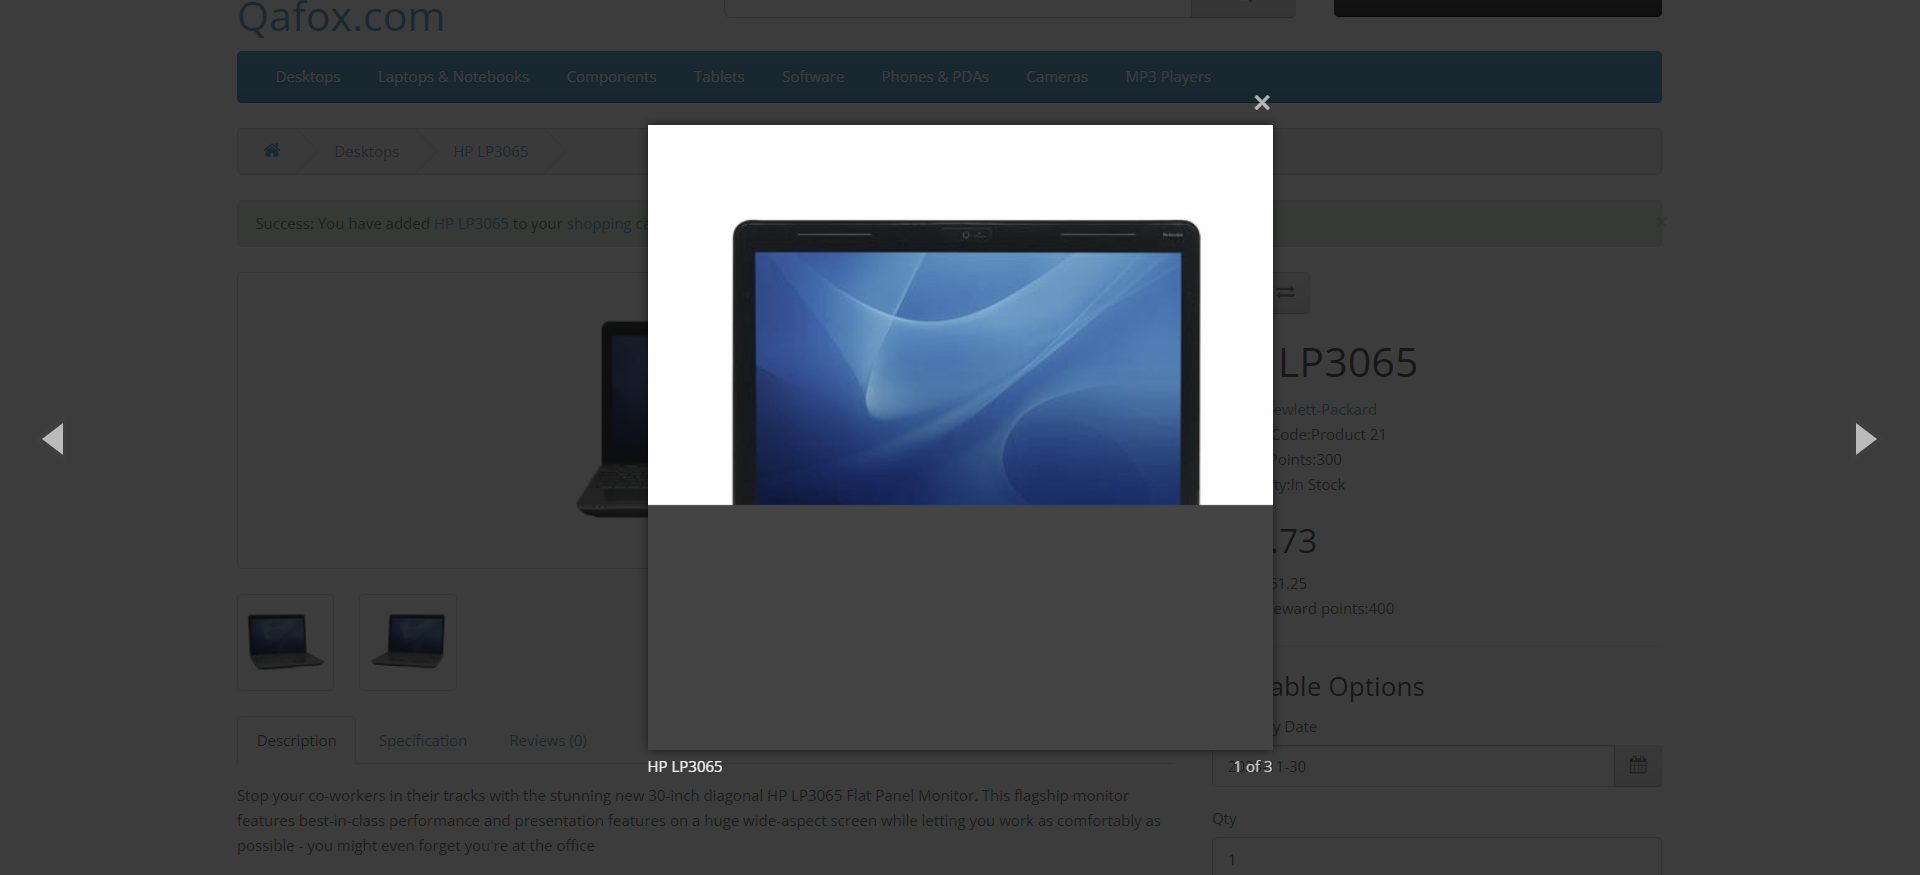 Qafox.com
Desktops Laptops & Notebooks Components Tablets Software Phones & PDAs Cameras MP3 Players
×
Desktops HP LP3065
Success: You have added HP LP3065 to your shopping
LP3065
ewlett-Packard
Code:Product 21
Points:300
ty:In Stock
.73
61.25
eward points:400
able Options
y Date
1-30
Qty
1
Description Specification Reviews (0)
HP LP3065 1 of 3
Stop your co-workers in their tracks with the stunning new 30-inch diagonal HP LP3065 Flat Panel Monitor. This flagship monitor
features best-in-class performance and presentation features on a huge wide-aspect screen while letting you work as comfortably as
possible - you might even forget you're at the office